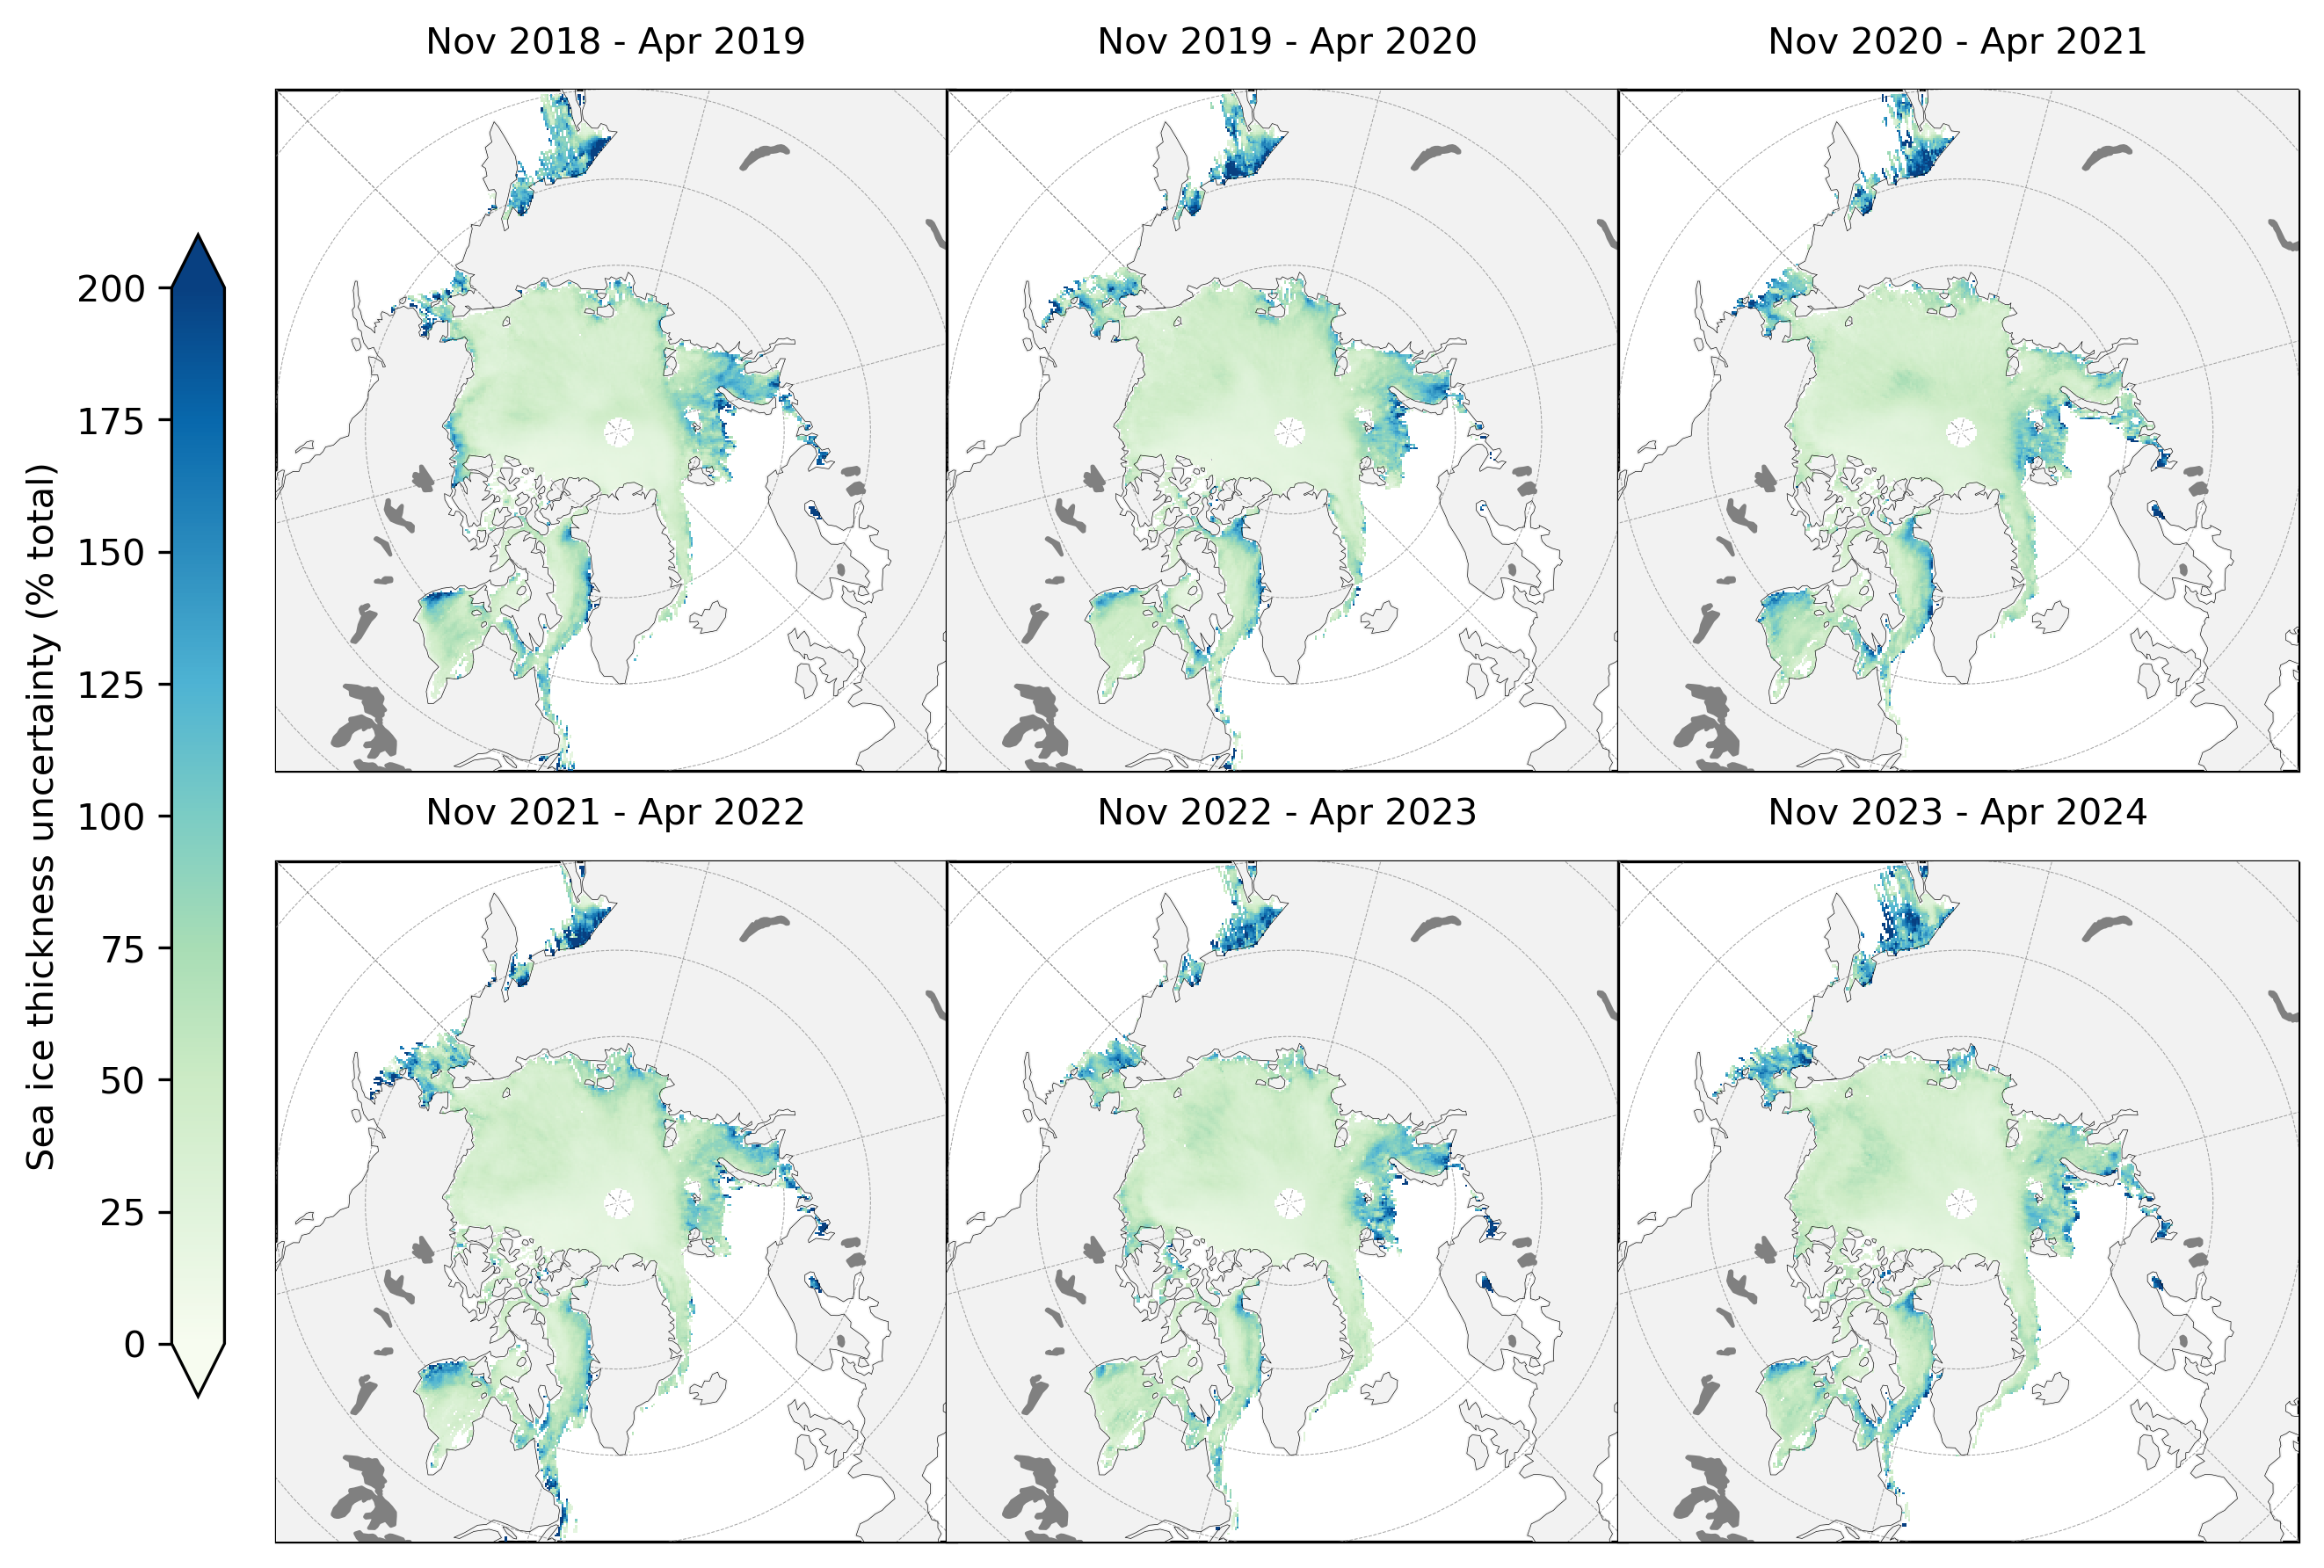 Nov 2018 - Apr 2019
Nov 2019 - Apr 2020
Nov 2020 - Apr 2021
Sea ice thickness uncertainty (% total)
200
175
150
125
100
75
50
25
0
Nov 2021 - Apr 2022
Nov 2022 - Apr 2023
Nov 2023 - Apr 2024